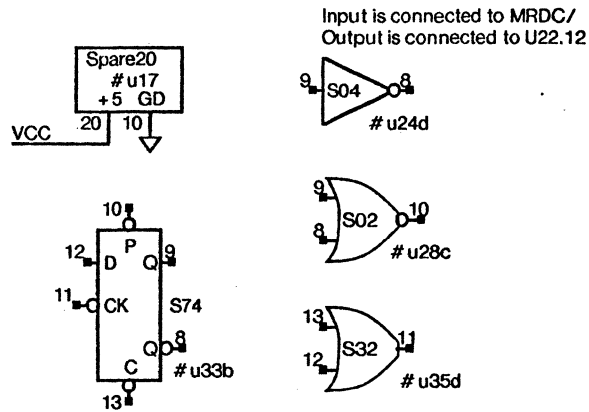 Input is connected to MRDC/
Output is connected to U22.12
Spare20
#u17
+5 GD
20 10
VCC
9 S04 8
#u24d
10
12 D P Q 9
11 CK S74
Q 8
C #u33b
13
9 S02 10
8
#u28c
13 S32 11
12
#u35d